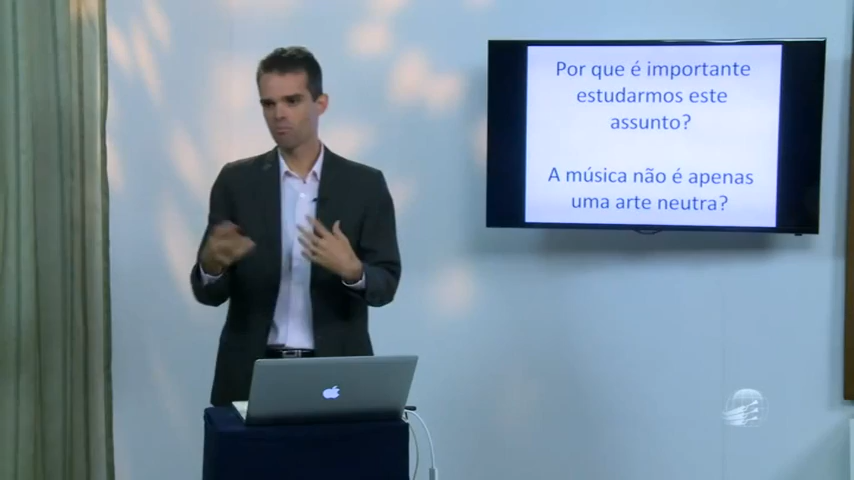 Por que é importante
estudarmos este
assunto?
A música não é apenas
uma arte neutra?